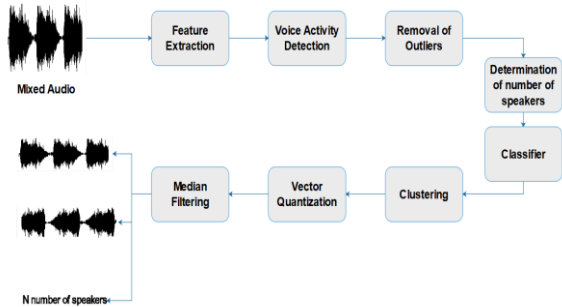 Mixed Audio
Feature
Extraction
Voice Activity
Detection
Removal of
Outliers
Determination
of number of
speakers
Classifier
Clustering
Vector
Quantization
Median
Filtering
N number of speakers